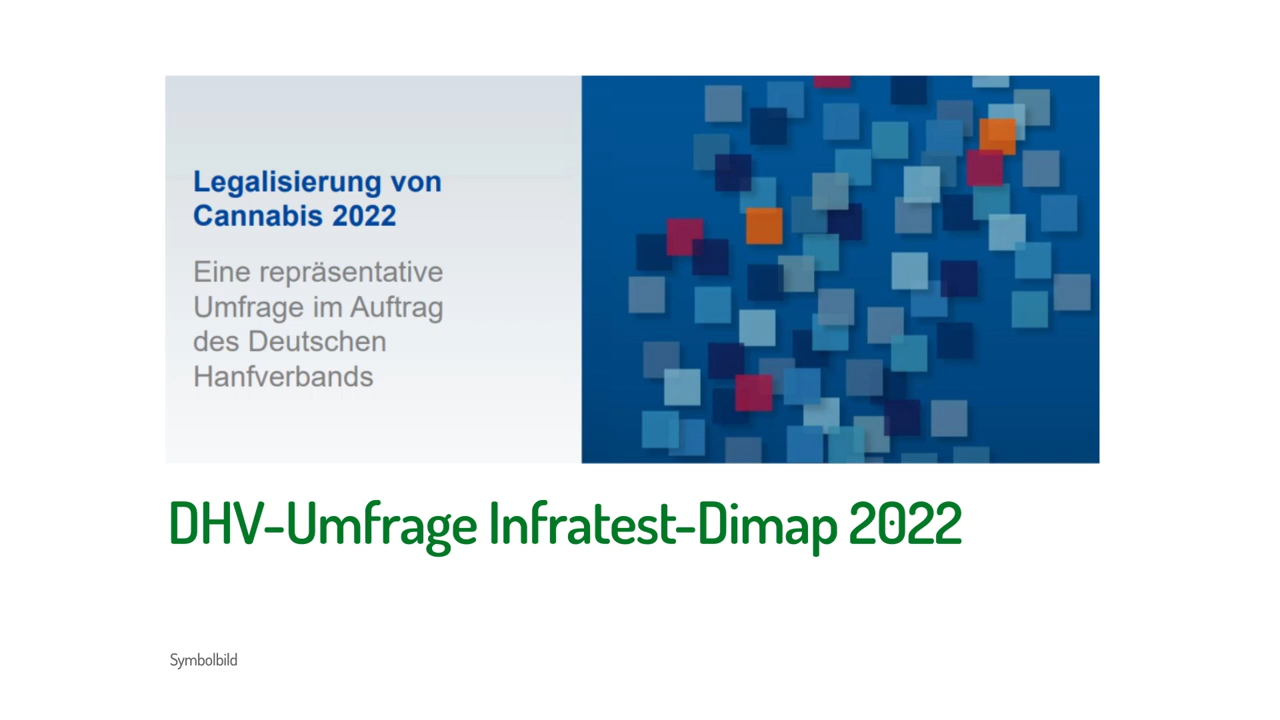 Legalisierung von
Cannabis 2022
Eine repräsentative
Umfrage im Auftrag
des Deutschen
Hanfverbands
DHV-Umfrage Infratest-Dimap 2022
Symbolbild